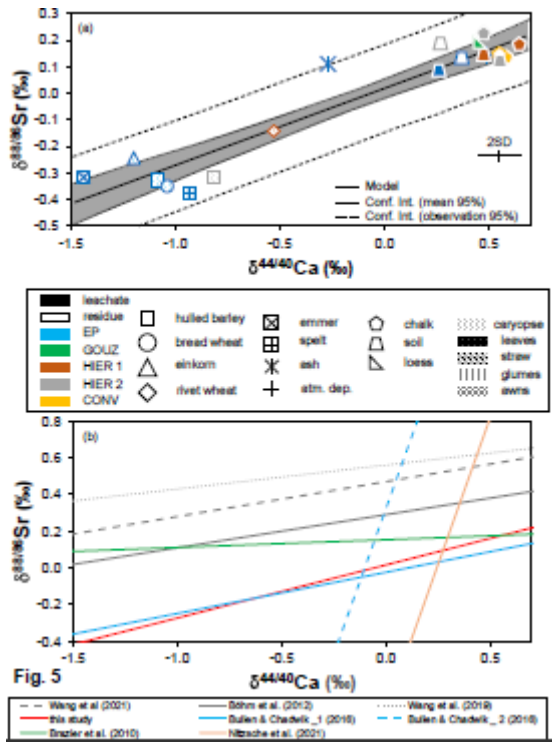 (a)
δ88/86Sr (‰)
0.3
0.2
0.1
0.0
-0.1
-0.2
-0.3
-0.4
-0.5
2SD
Model
Conf. Int. (mean 95%)
Conf. Int. (observation 95%)
-1.5 -1.0 -0.5 0.0 0.5
δ44/40Ca (‰)
leachate
residue
EP
GOUZ
HIER 1
HIER 2
CONV
hulled barley
bread wheat
einkorn
rivet wheat
emmer
spelt
ash
atm. dep.
chalk
soil
loess
caryopse
leaves
straw
glumes
awns
(b)
δ88/86Sr (‰)
0.8
0.6
0.4
0.2
0.0
-0.2
-0.4
-1.5 -1.0 -0.5 0.0 0.5
δ44/40Ca (‰)
Fig. 5
Wang et al (2021)
this study
Brazier et al. (2010)
Böhm et al. (2012)
Bullen & Chadwik _1 (2016)
Nitzsche et al. (2021)
Wang et al. (2019)
Bullen & Chadwik _ 2 (2016)